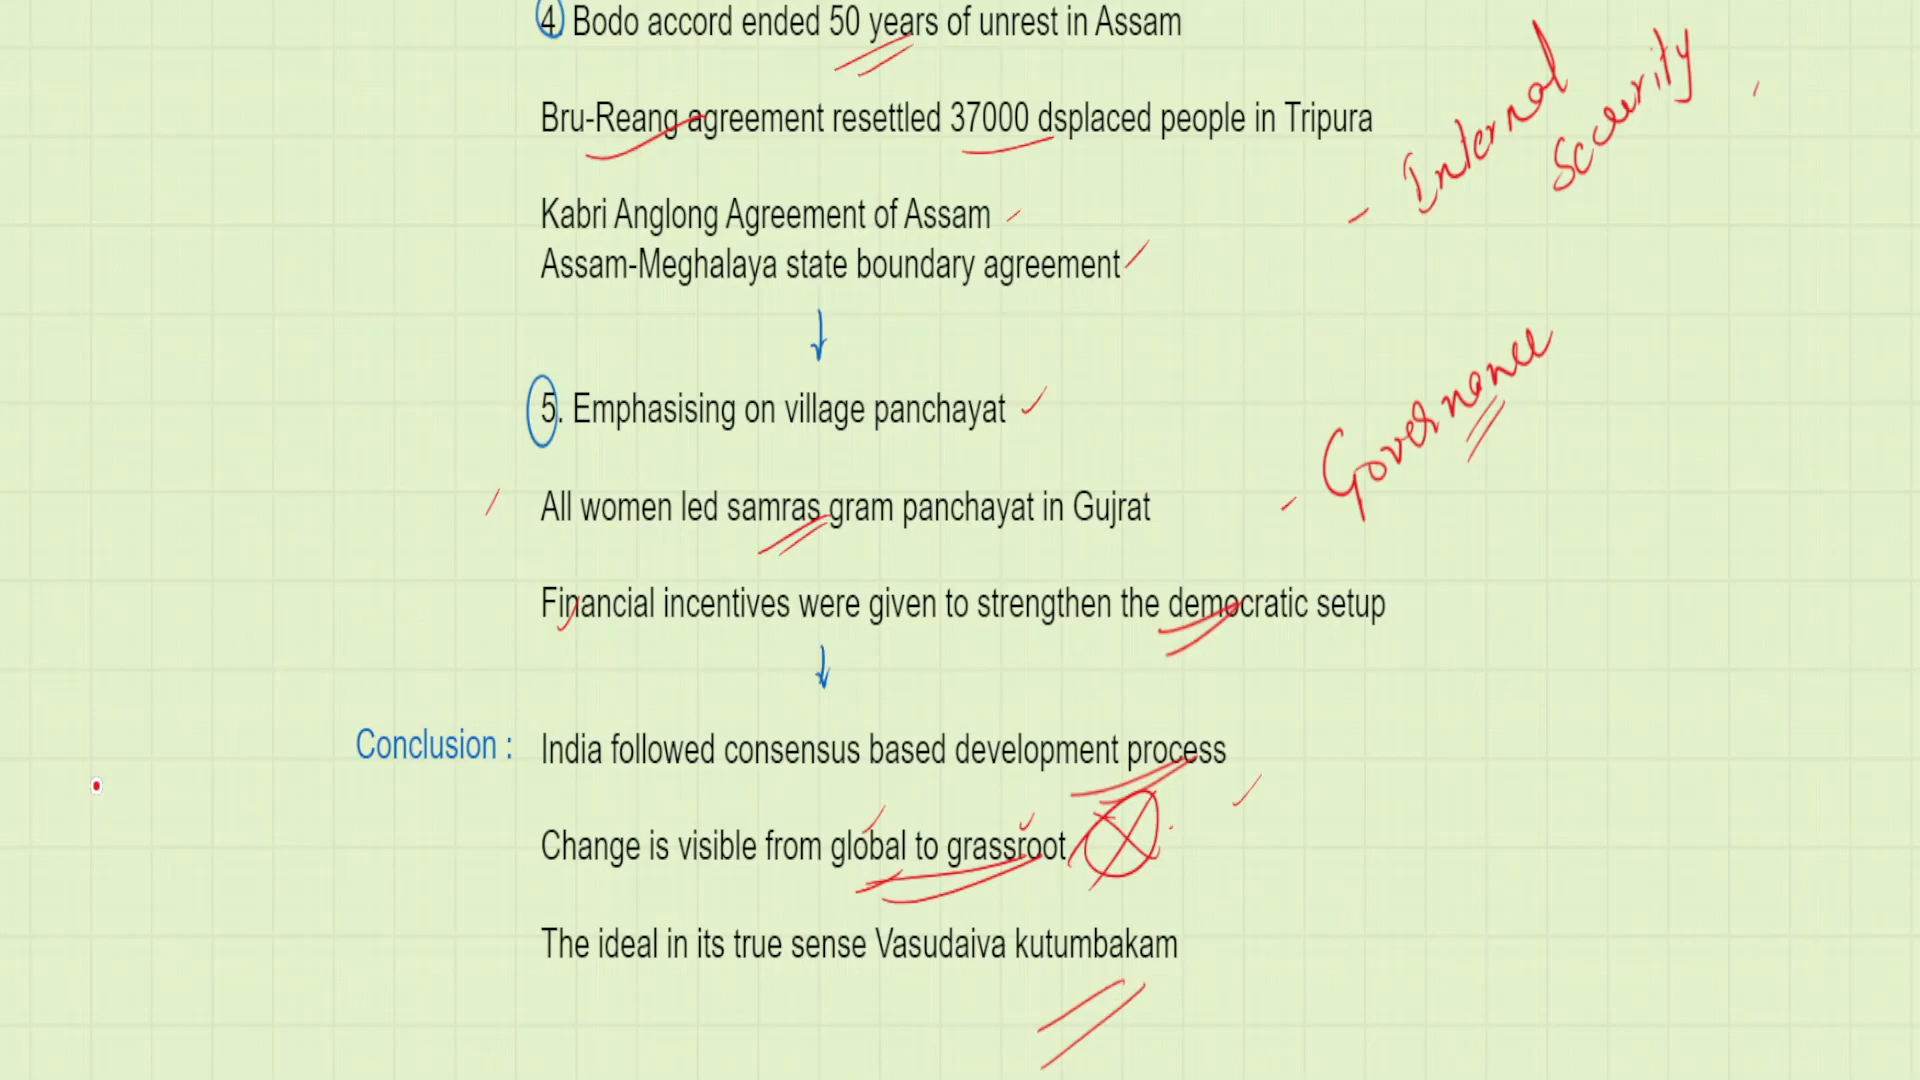 4. Bodo accord ended 50 years of unrest in Assam
Bru-Reang agreement resettled 37000 dsplaced people in Tripura
Internal
Security
Kabri Anglong Agreement of Assam
Assam-Meghalaya state boundary agreement
5. Emphasising on village panchayat
Governance
All women led samras gram panchayat in Gujrat
Financial incentives were given to strengthen the democratic setup
Conclusion : India followed consensus based development process
Change is visible from global to grassroot
The ideal in its true sense Vasudaiva kutumbakam